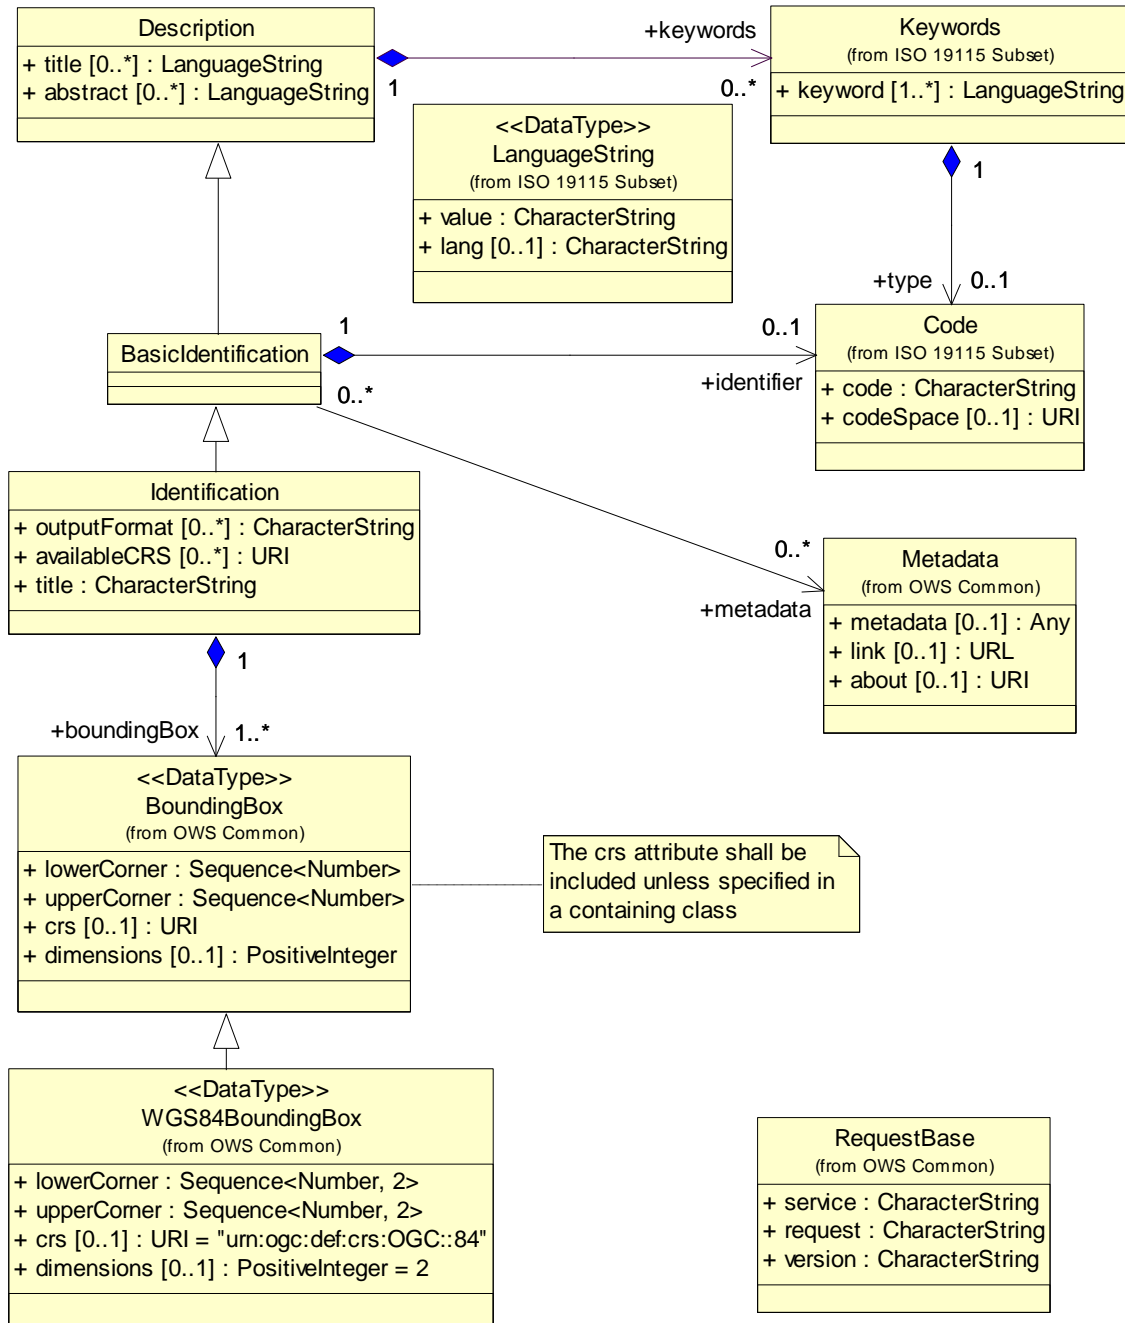 Description
+ title [0..*] : LanguageString
+ abstract [0..*] : LanguageString
1
+keywords
0..*
Keywords
(from ISO 19115 Subset)
+ keyword [1..*] : LanguageString
1
<<DataType>>
LanguageString
(from ISO 19115 Subset)
+ value : CharacterString
+ lang [0..1] : CharacterString
+type
0..1
BasicIdentification
1
0..1
+identifier
0..*
Code
(from ISO 19115 Subset)
+ code : CharacterString
+ codeSpace [0..1] : URI
Identification
+ outputFormat [0..*] : CharacterString
+ availableCRS [0..*] : URI
+ title : CharacterString
1
0..*
+metadata
Metadata
(from OWS Common)
+ metadata [0..1] : Any
+ link [0..1] : URL
+ about [0..1] : URI
+boundingBox
1..*
<<DataType>>
BoundingBox
(from OWS Common)
+ lowerCorner : Sequence<Number>
+ upperCorner : Sequence<Number>
+ crs [0..1] : URI
+ dimensions [0..1] : PositiveInteger
The crs attribute shall be
included unless specified in
a containing class
<<DataType>>
WGS84BoundingBox
(from OWS Common)
+ lowerCorner : Sequence<Number, 2>
+ upperCorner : Sequence<Number, 2>
+ crs [0..1] : URI = "urn:ogc:def:crs:OGC::84"
+ dimensions [0..1] : PositiveInteger = 2
RequestBase
(from OWS Common)
+ service : CharacterString
+ request : CharacterString
+ version : CharacterString